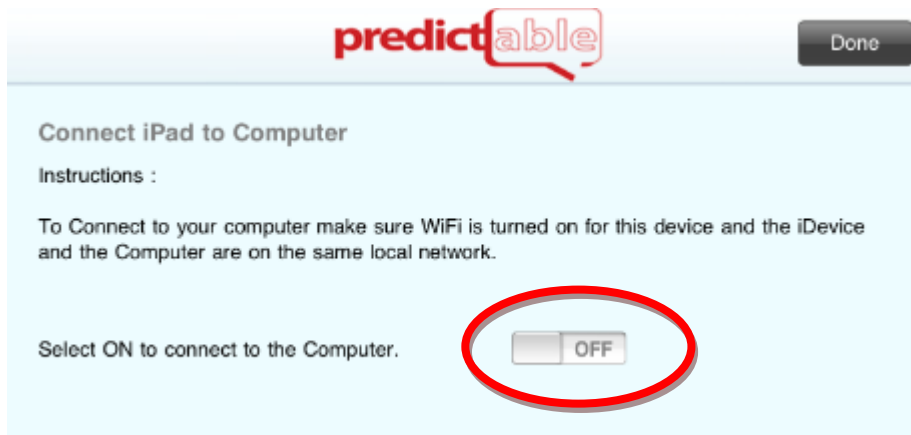 predictable
Done
Connect iPad to Computer
Instructions :
To Connect to your computer make sure WiFi is turned on for this device and the iDevice
and the Computer are on the same local network.
Select ON to connect to the Computer.
OFF